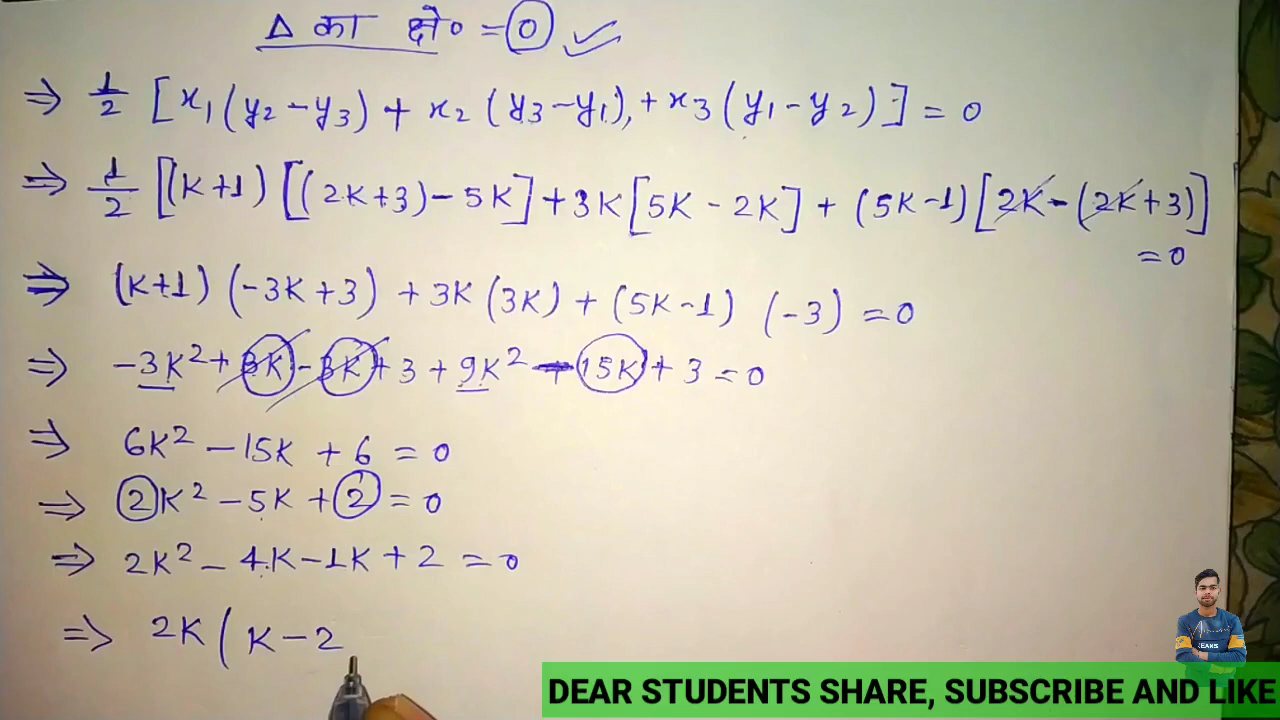 Δ का क्षे० = 0
⇒ 1/2 [x₁(y₂-y₃) + x₂(y₃-y₁) + x₃(y₁-y₂)] = 0
⇒ 1/2 [(K+1)[(2K+3)-5K] + 3K[5K-2K] + (5K-1)[2K-(2K+3)]]
= 0
⇒ (K+1) (-3K+3) + 3K(3K) + (5K-1) (-3) = 0
⇒ -3K² + 3K - 3K + 3 + 9K² - 15K + 3 = 0
⇒ 6K² - 15K + 6 = 0
⇒ 2K² - 5K + 2 = 0
⇒ 2K² - 4K - 1K + 2 = 0
⇒ 2K ( K - 2
DEAR STUDENTS SHARE, SUBSCRIBE AND LIKE